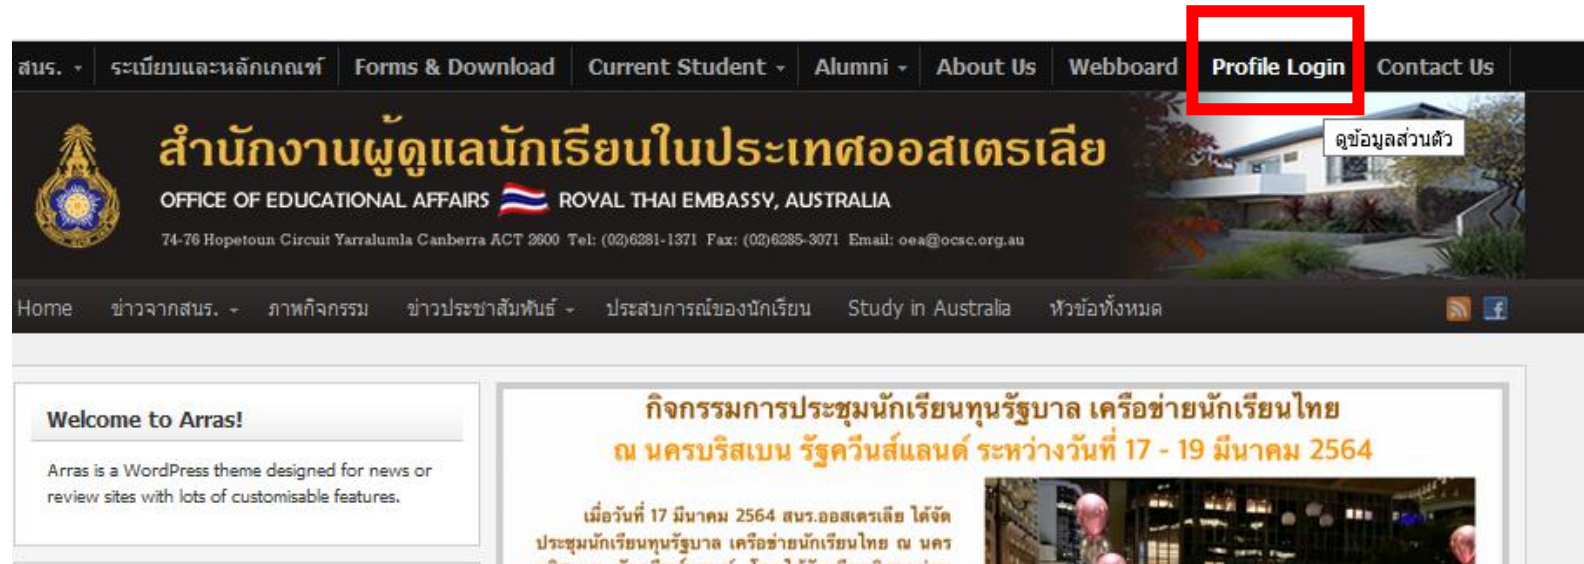 สนร. ระเบียบและหลักเกณฑ์ Forms & Download Current Student Alumni About Us Webboard Profile Login Contact Us
สำนักงานผู้ดูแลนักเรียนในประเทศออสเตรเลีย
ดูข้อมูลส่วนตัว
OFFICE OF EDUCATIONAL AFFAIRS ROYAL THAI EMBASSY, AUSTRALIA
74-76 Hopetoun Circuit Yarralumla Canberra ACT 2600 Tel: (02)6281-1371 Fax: (02)6285-3071 Email: oea@ocsc.org.au
Home ข่าวจากสนร. ภาพกิจกรรม ข่าวประชาสัมพันธ์ ประสบการณ์ของนักเรียน Study in Australia หัวข้อทั้งหมด
Welcome to Arras!
Arras is a WordPress theme designed for news or
review sites with lots of customisable features.
กิจกรรมการประชุมนักเรียนทุนรัฐบาล เครือข่ายนักเรียนไทย
ณ นครบริสเบน รัฐควีนส์แลนด์ ระหว่างวันที่ 17 - 19 มีนาคม 2564
เมื่อวันที่ 17 มีนาคม 2564 สนร.ออสเตรเลีย ได้จัด
ประชุมนักเรียนทุนรัฐบาล เครือข่ายนักเรียนไทย ณ นคร